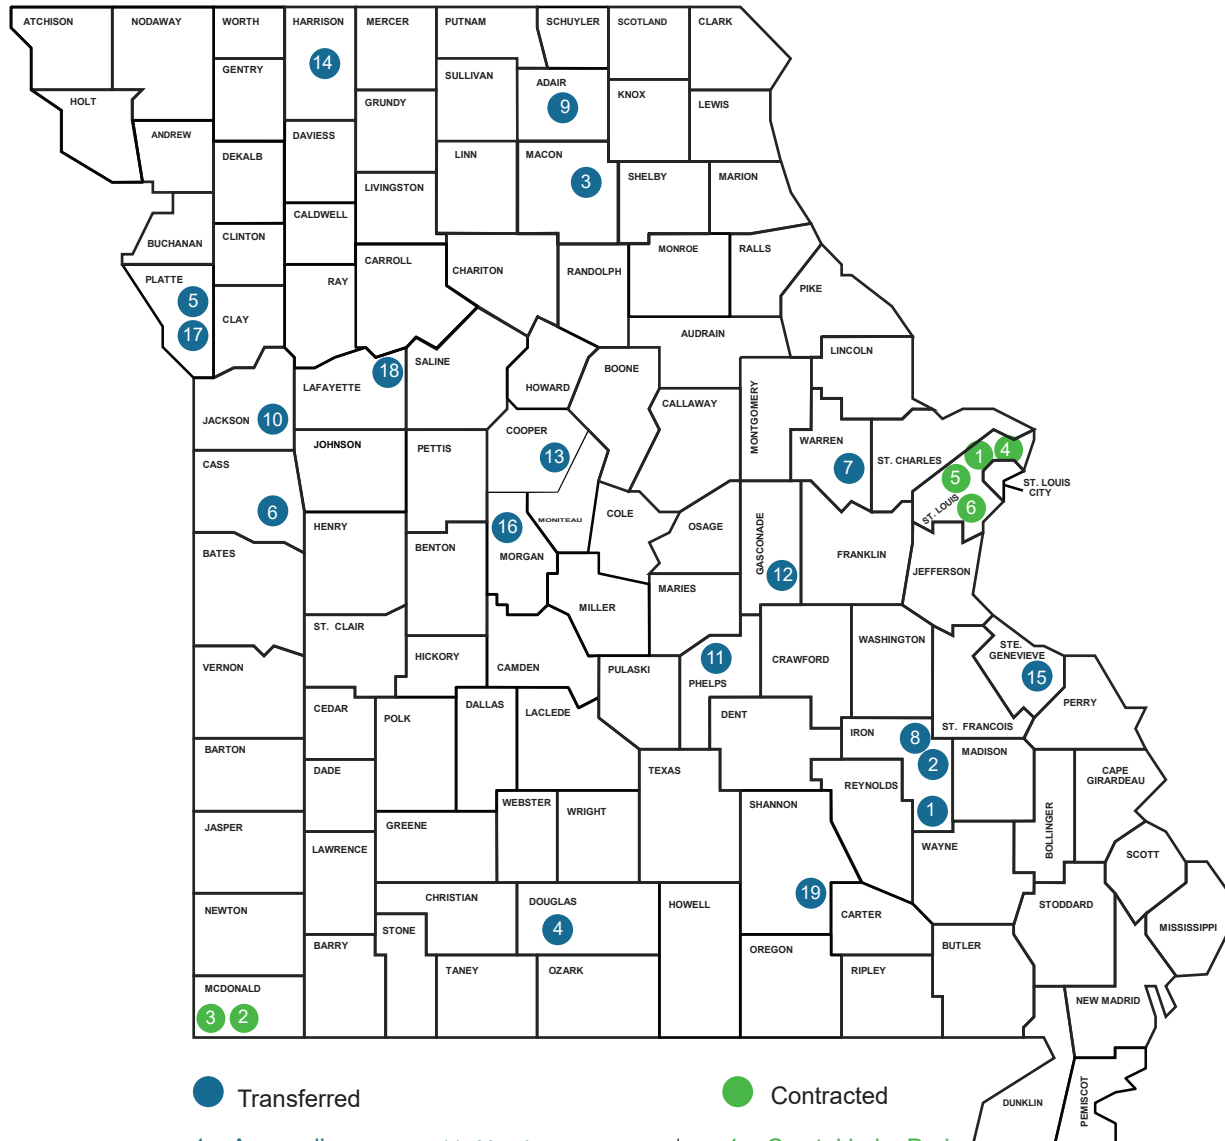 ATCHISON NODAWAY WORTH HARRISON MERCER PUTNAM SCHUYLER SCOTLAND CLARK
14
GENTRY SULLIVAN ADAIR KNOX
HOLT GRUNDY 9 LEWIS
ANDREW DAVIESS
DEKALB LINN MACON
LIVINGSTON 3 SHELBY MARION
CALDWELL
BUCHANAN CLINTON MONROE RALLS
CARROLL CHARITON RANDOLPH
PLATTE RAY PIKE
5
CLAY
17 AUDRAIN
LINCOLN
SALINE BOONE
18
LAFAYETTE HOWARD MONTGOMERY
CALLAWAY
JACKSON 10
COOPER WARREN
JOHNSON PETTIS 13 7 ST. CHARLES 1 4
CASS 5
ST. LOUIS
CITY
6 ST. LOUIS 6
MONITEAU COLE
HENRY 16 OSAGE GASCONADE
BATES BENTON MORGAN FRANKLIN
JEFFERSON
12
MARIES
MILLER
ST. CLAIR WASHINGTON
STE.
GENEVIEVE
HICKORY 11 CRAWFORD
VERNON CAMDEN PULASKI 15
PHELPS
CEDAR POLK DALLAS LACLEDE DENT PERRY
IRON 8 ST. FRANCOIS
BARTON MADISON
2
DADE TEXAS CAPE
GIRARDEAU
REYNOLDS
WEBSTER WRIGHT SHANNON 1
JASPER GREENE BOLLINGER
LAWRENCE WAYNE SCOTT
CHRISTIAN DOUGLAS 19
NEWTON HOWELL CARTER STODDARD
STONE 4 MISSISSIPPI
BARRY OREGON BUTLER
TANEY OZARK RIPLEY
MCDONALD NEW MADRID
3 2
Transferred Contracted
DUNKLIN PEMISCOT